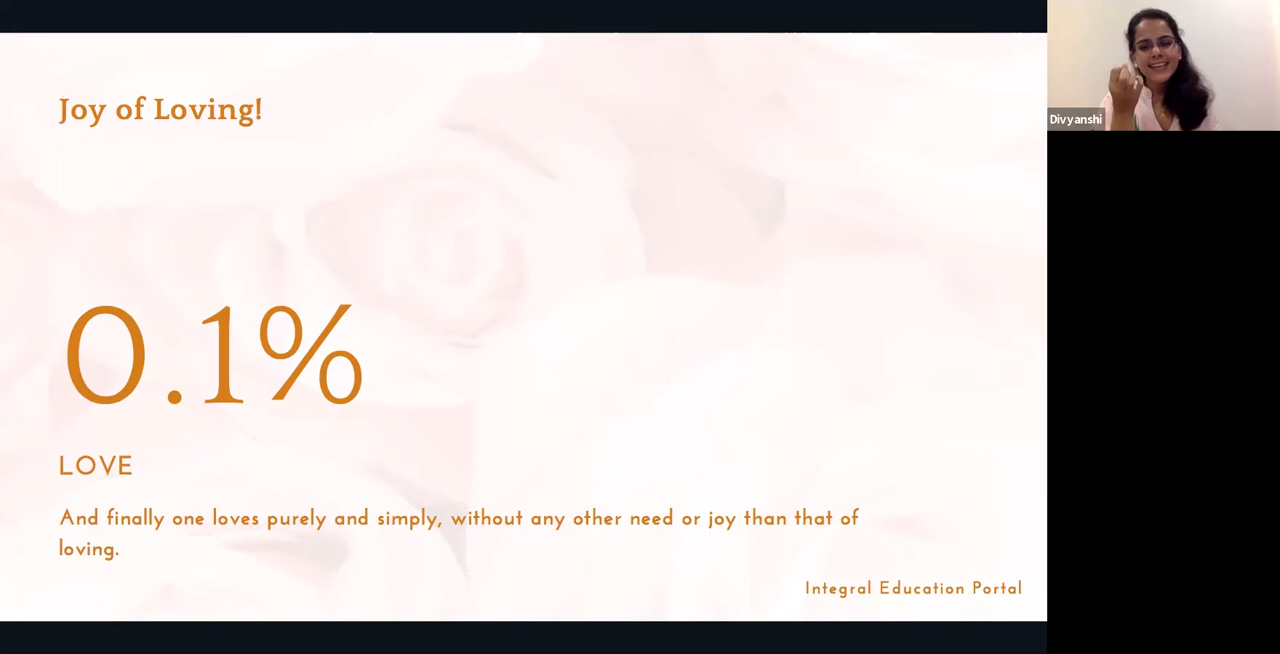 Joy of Loving!
0.1%
LOVE
And finally one loves purely and simply, without any other need or joy than that of
loving.
Integral Education Portal
Divyanshi